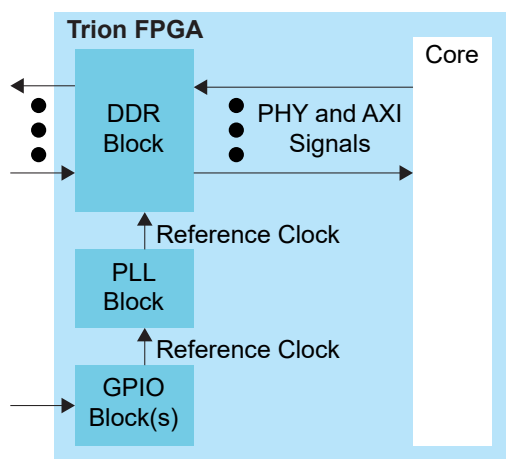 Trion FPGA
Core
DDR
Block
PHY and AXI
Signals
Reference Clock
PLL
Block
Reference Clock
GPIO
Block(s)